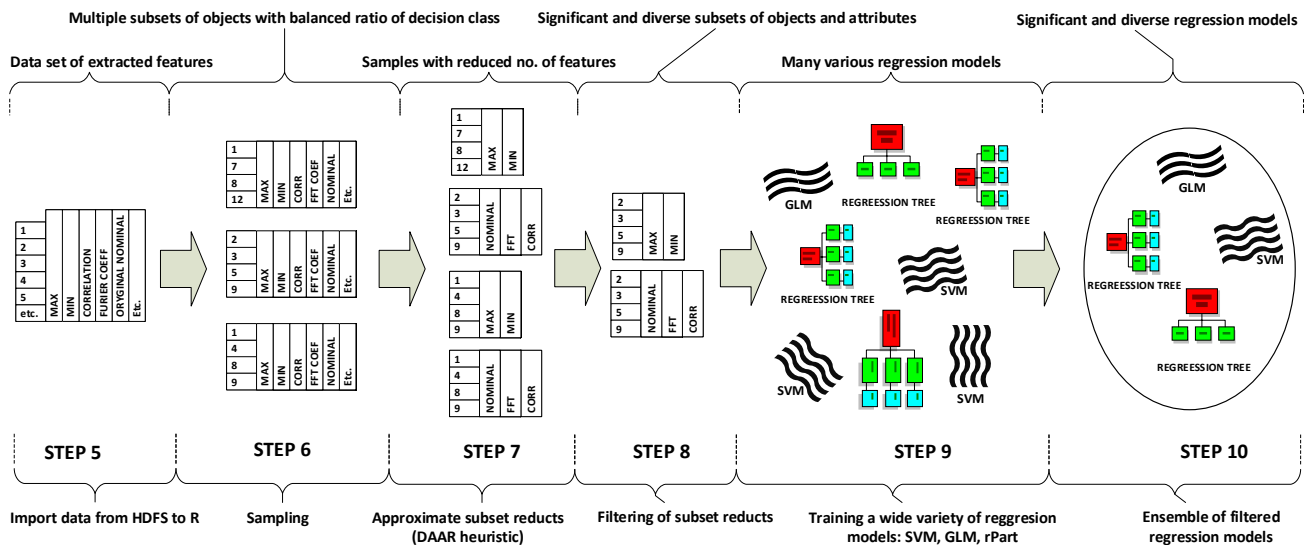 Multiple subsets of objects with balanced ratio of decision class
Significant and diverse subsets of objects and attributes
Significant and diverse regression models
Data set of extracted features
Samples with reduced no. of features
Many various regression models
1
2
3
4
5
etc.
MAX
MIN
CORRELATION
FURIER COEFF
ORYGINAL NOMINAL
Etc.
1
7
8
12
MAX
MIN
CORR
FFT COEF
NOMINAL
Etc.
2
3
5
9
MAX
MIN
CORR
FFT COEF
NOMINAL
Etc.
1
4
8
9
MAX
MIN
CORR
FFT COEF
NOMINAL
Etc.
1
7
8
12
MAX
MIN
2
3
5
9
NOMINAL
FFT
CORR
1
4
8
9
MAX
MIN
1
4
8
9
NOMINAL
FFT
CORR
2
3
5
9
MAX
MIN
2
3
5
9
NOMINAL
FFT
CORR
GLM
REGREESSION TREE
REGREESSION TREE
REGREESSION TREE
SVM
SVM
SVM
GLM
REGREESSION TREE
SVM
REGREESSION TREE
STEP 5
STEP 6
STEP 7
STEP 8
STEP 9
STEP 10
Import data from HDFS to R
Sampling
Approximate subset reducts
(DAAR heuristic)
Filtering of subset reducts
Training a wide variety of reggresion
models: SVM, GLM, rPart
Ensemble of filtered
regression models